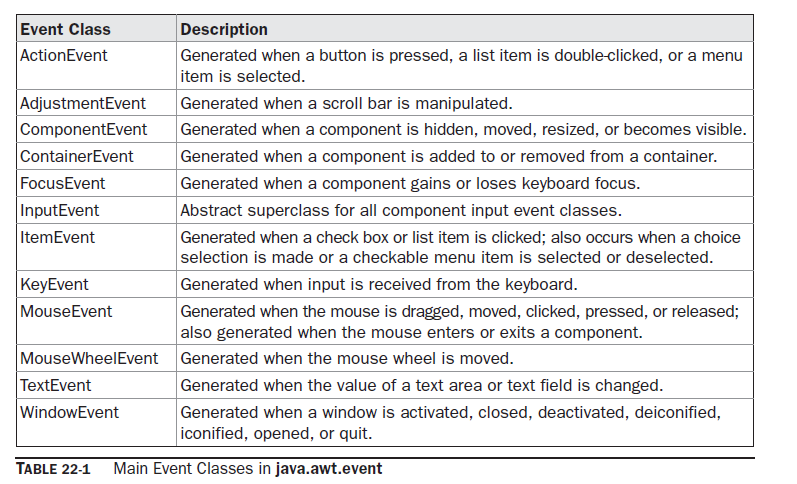 Event Class Description
ActionEvent Generated when a button is pressed, a list item is double-clicked, or a menu
item is selected.
AdjustmentEvent Generated when a scroll bar is manipulated.
ComponentEvent Generated when a component is hidden, moved, resized, or becomes visible.
ContainerEvent Generated when a component is added to or removed from a container.
FocusEvent Generated when a component gains or loses keyboard focus.
InputEvent Abstract superclass for all component input event classes.
ItemEvent Generated when a check box or list item is clicked; also occurs when a choice
selection is made or a checkable menu item is selected or deselected.
KeyEvent Generated when input is received from the keyboard.
MouseEvent Generated when the mouse is dragged, moved, clicked, pressed, or released;
also generated when the mouse enters or exits a component.
MouseWheelEvent Generated when the mouse wheel is moved.
TextEvent Generated when the value of a text area or text field is changed.
WindowEvent Generated when a window is activated, closed, deactivated, deiconified,
iconified, opened, or quit.
TABLE 22-1 Main Event Classes in java.awt.event